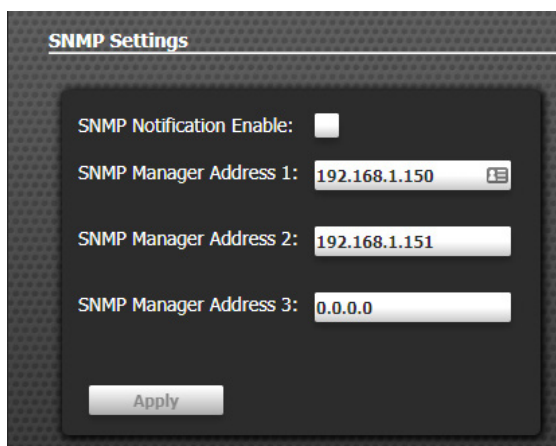 SNMP Settings
SNMP Notification Enable:
SNMP Manager Address 1: 192.168.1.150
SNMP Manager Address 2: 192.168.1.151
SNMP Manager Address 3: 0.0.0.0
Apply